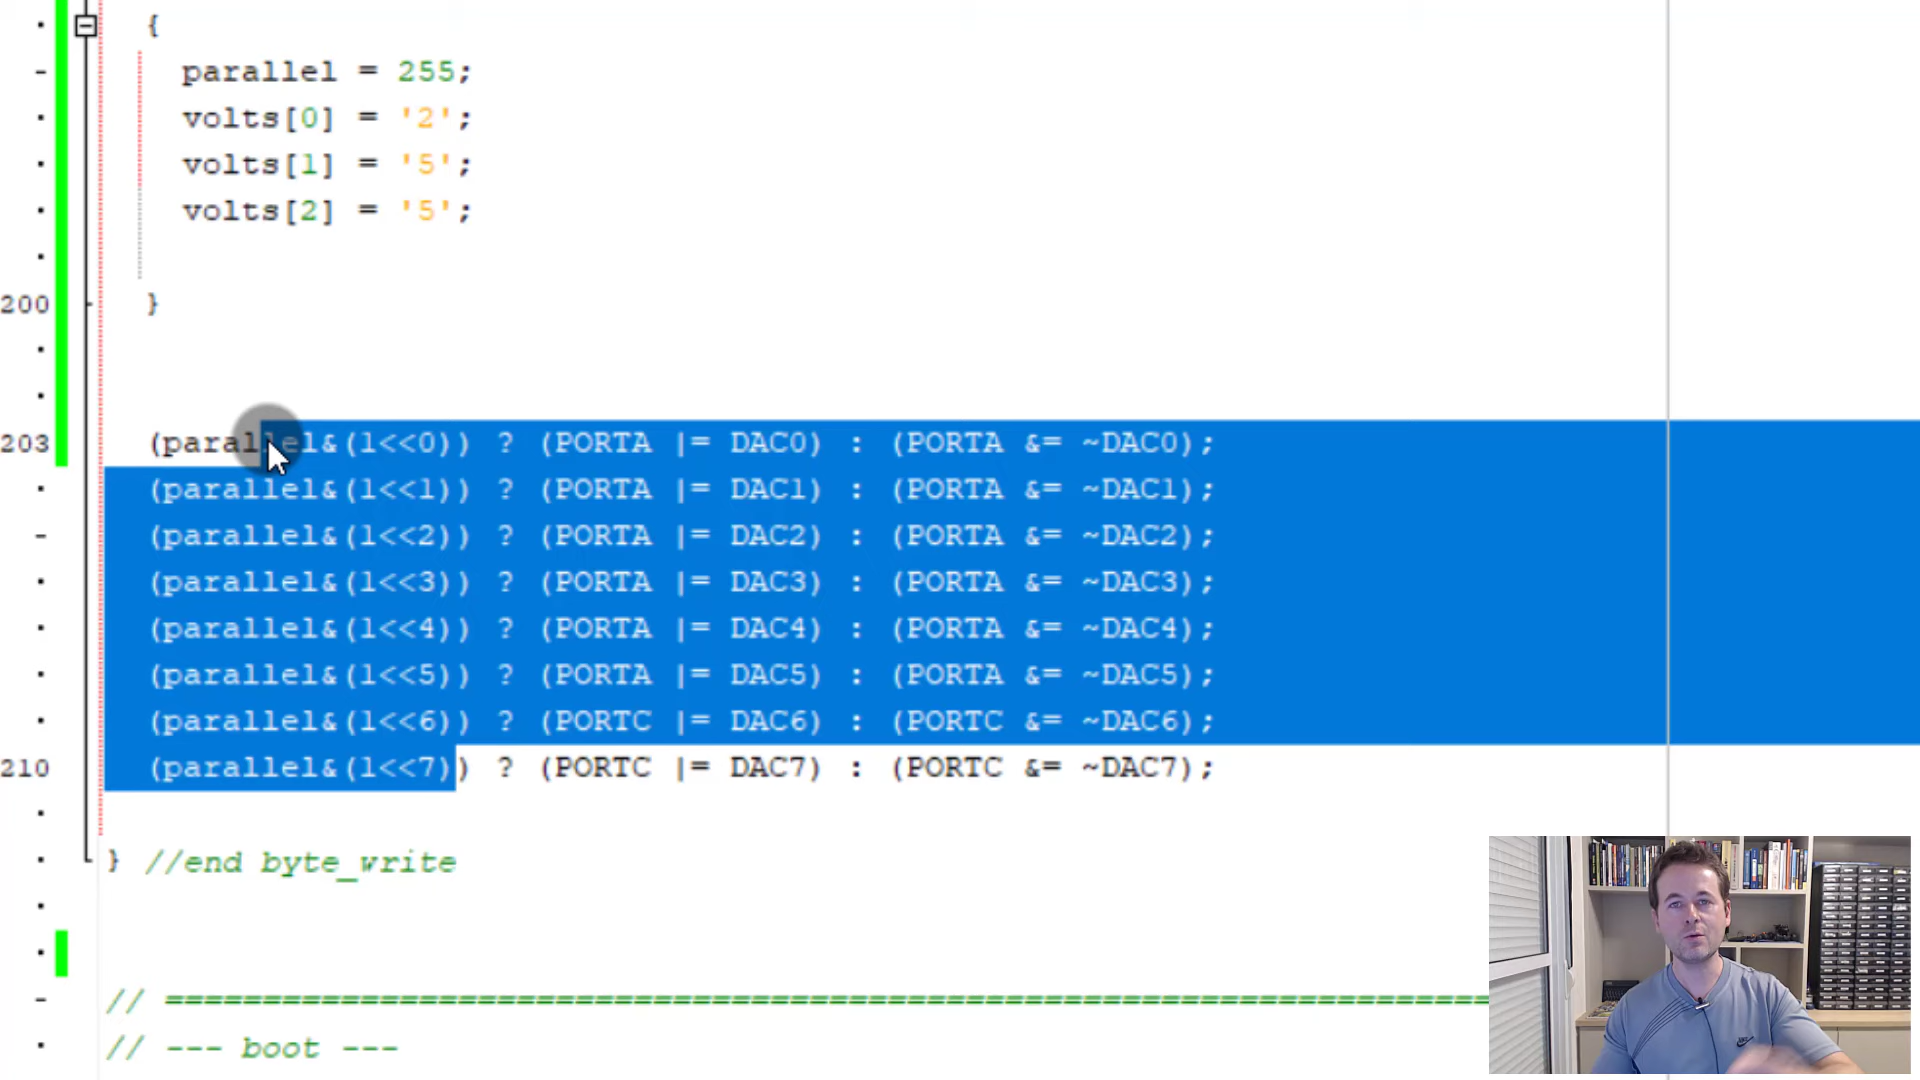 {
parallel = 255;
volts[0] = '2';
volts[1] = '5';
volts[2] = '5';
200 }
203 (parallel&(1<<0)) ? (PORTA |= DAC0) : (PORTA &= ~DAC0);
(parallel&(1<<1)) ? (PORTA |= DAC1) : (PORTA &= ~DAC1);
(parallel&(1<<2)) ? (PORTA |= DAC2) : (PORTA &= ~DAC2);
(parallel&(1<<3)) ? (PORTA |= DAC3) : (PORTA &= ~DAC3);
(parallel&(1<<4)) ? (PORTA |= DAC4) : (PORTA &= ~DAC4);
(parallel&(1<<5)) ? (PORTA |= DAC5) : (PORTA &= ~DAC5);
(parallel&(1<<6)) ? (PORTC |= DAC6) : (PORTC &= ~DAC6);
210 (parallel&(1<<7)) ? (PORTC |= DAC7) : (PORTC &= ~DAC7);
} //end byte_write
// ===================================================================================
// --- boot ---